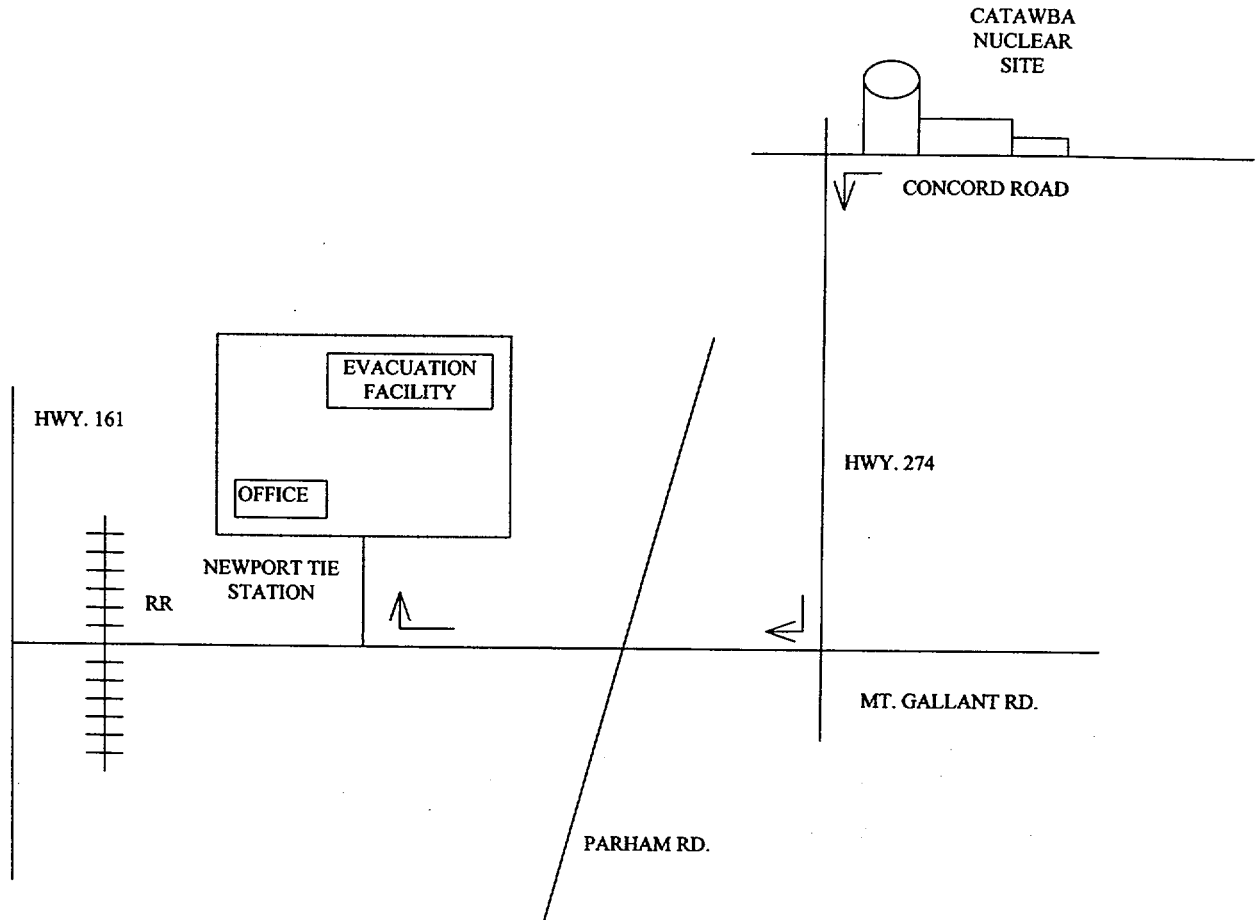 CATAWBA
NUCLEAR
SITE
CONCORD ROAD
EVACUATION
FACILITY
HWY. 161
HWY. 274
OFFICE
NEWPORT TIE
STATION
RR
MT. GALLANT RD.
PARHAM RD.